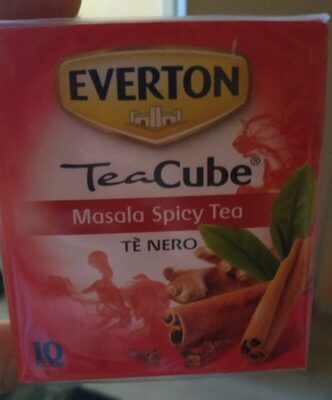 EVERTON
TeaCube®
Masala Spicy Tea
TÈ NERO
10